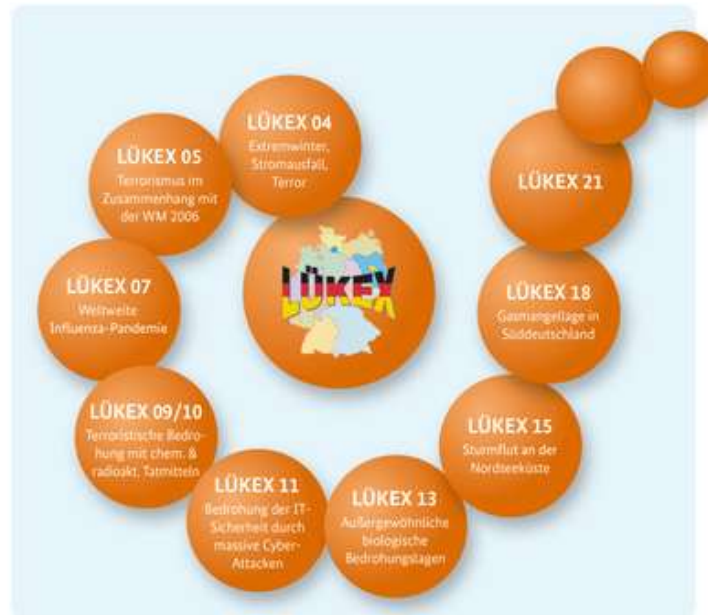 LÜKEX
LÜKEX 04
Extremwinter,
Stromausfall,
Terror
LÜKEX 05
Terrorismus im
Zusammenhang mit
der WM 2006
LÜKEX 07
Weltweite
Influenza-Pandemie
LÜKEX 09/10
Terroristische Bedro-
hung mit chem. &
radioakt. Tatmitteln
LÜKEX 11
Bedrohung der IT-
Sicherheit durch
massive Cyber-
Attacken
LÜKEX 13
Außergewöhnliche
biologische
Bedrohungslagen
LÜKEX 15
Sturmflut an der
Nordseeküste
LÜKEX 18
Gasmangellage in
Süddeutschland
LÜKEX 21